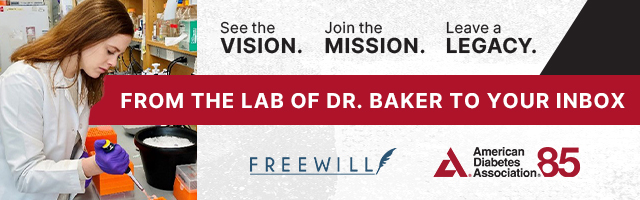 See the
VISION.
Join the
MISSION.
Leave a
LEGACY.
FROM THE LAB OF DR. BAKER TO YOUR INBOX
FREEWILL
American
Diabetes
Association®
85